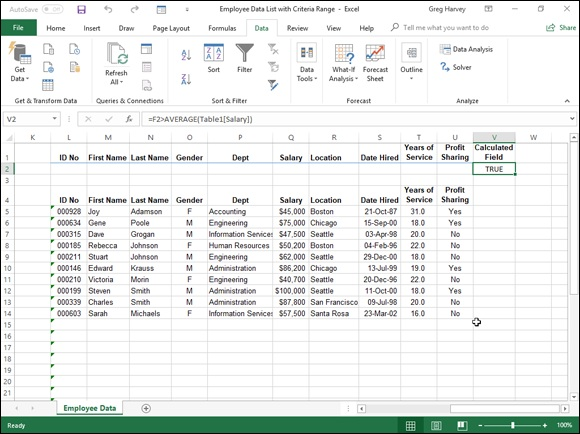 AutoSave Off Employee Data List with Criteria Range - Excel Greg Harvey
File Home Insert Draw Page Layout Formulas Data Review View Help Tell me what you want to do Share
Get Data Refresh All Sort Filter Data Tools What-If Analysis Forecast Sheet Outline Data Analysis Solver
Get & Transform Data Queries & Connections Sort & Filter Forecast Analyze
V2 fx =F2>AVERAGE(Table1[Salary])
K L M N O P Q R S T U V W
1 ID No First Name Last Name Gender Dept Salary Location Date Hired Years of Service Profit Sharing Calculated Field
2 TRUE
3
4 ID No First Name Last Name Gender Dept Salary Location Date Hired Years of Service Profit Sharing
5 000928 Joy Adamson F Accounting $45,000 Boston 21-Oct-87 31.0 Yes
6 000634 Gene Poole M Engineering $75,000 Chicago 15-Sep-00 18.0 Yes
7 000315 Dave Grogan M Information Services $47,500 Seattle 03-Apr-98 20.0 No
8 000185 Rebecca Johnson F Human Resources $50,200 Boston 04-Feb-96 22.0 No
9 000211 Stuart Johnson M Engineering $62,000 Seattle 29-Dec-00 18.0 No
10 000146 Edward Krauss M Administration $86,200 Chicago 13-Jul-99 19.0 Yes
11 000210 Victoria Morin F Engineering $40,700 Seattle 20-Dec-96 22.0 No
12 000199 Steven Smith M Administration $100,000 Seattle 11-Oct-00 18.0 Yes
13 000339 Charles Smith M Administration $87,800 San Francisco 09-Jul-98 20.0 No
14 000603 Sarah Michaels F Information Services $57,500 Santa Rosa 23-Mar-02 16.0 No
15
16
17
18
19
20
21
Employee Data
Ready 100%